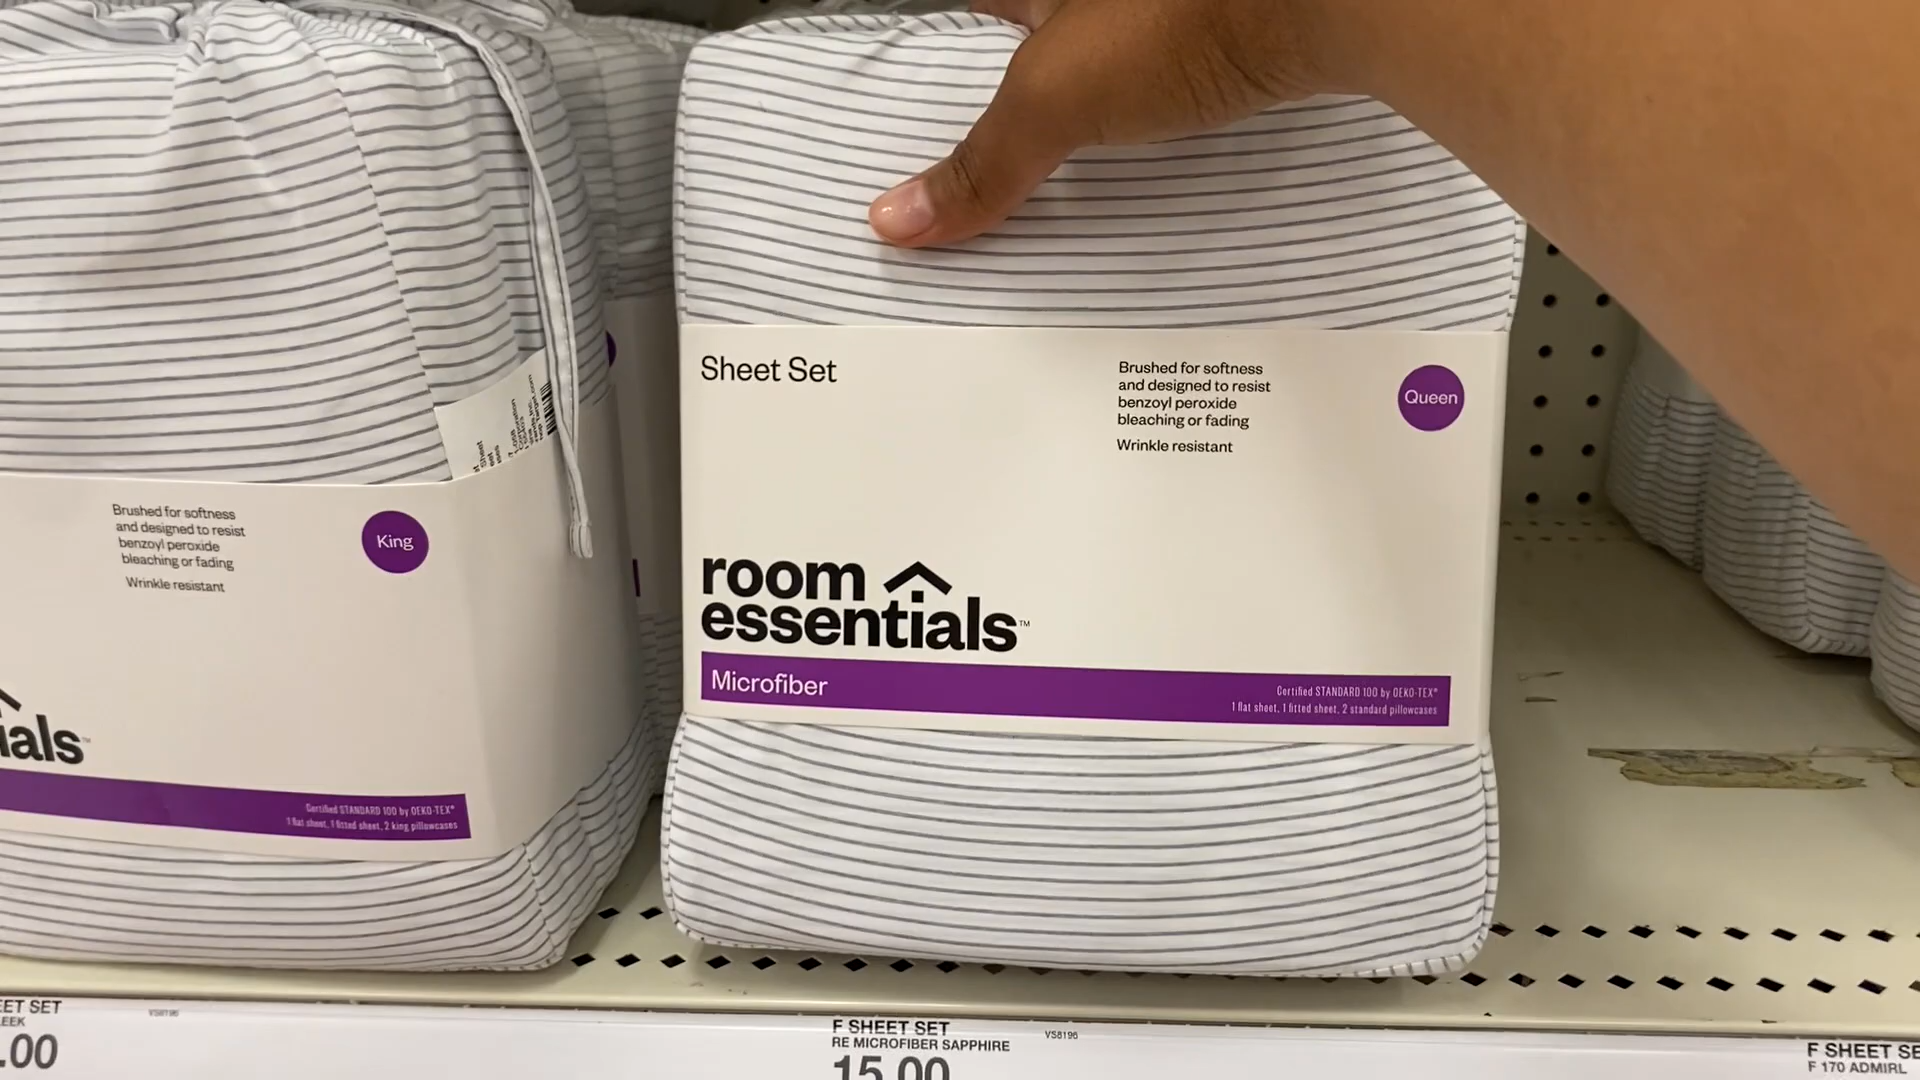 Sheet Set
Brushed for softness
and designed to resist
benzoyl peroxide
bleaching or fading
Wrinkle resistant
Queen
room
essentials™
Microfiber
Certified STANDARD 100 by OEKO-TEX®
1 flat sheet, 1 fitted sheet, 2 standard pillowcases
Brushed for softness
and designed to resist
benzoyl peroxide
bleaching or fading
Wrinkle resistant
King
ials™
Certified STANDARD 100 by OEKO-TEX®
1 flat sheet, 1 fitted sheet, 2 king pillowcases
EET SET
EEK
.00
VS8196
F SHEET SET
RE MICROFIBER SAPPHIRE
15.00
VS8196
F SHEET SE
F 170 ADMIRL